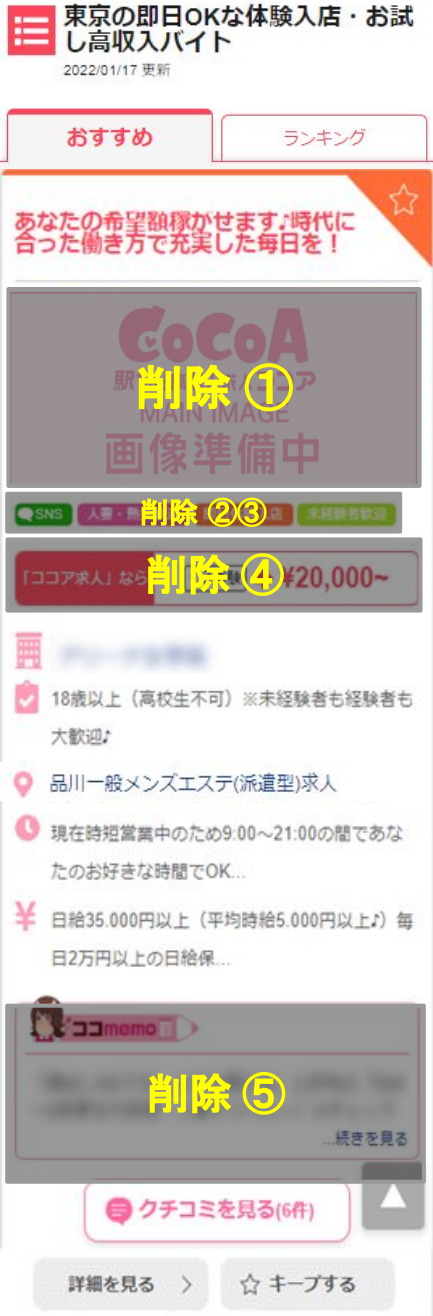 東京の即日OKな体験入店・お試
し高収入バイト
2022/01/17 更新
おすすめ
ランキング
あなたの希望額稼がせます♪時代に
合った働き方で充実した毎日を！
CoCoA
削除 ①
MAIN IMAGE
画像準備中
SNS
人妻・熟
削除 ②③
店
未経験者歓迎
「ココア求人」なら
削除 ④
¥20,000~
18歳以上（高校生不可）※未経験者も経験者も
大歓迎♪
品川一般メンズエステ(派遣型)求人
現在時短営業中のため9:00〜21:00の間であな
たのお好きな時間でOK...
日給35.000円以上（平均時給5.000円以上♪）毎
日2万円以上の日給保...
ココmemo
削除 ⑤
...続きを見る
クチコミを見る(6件)
詳細を見る
キープする